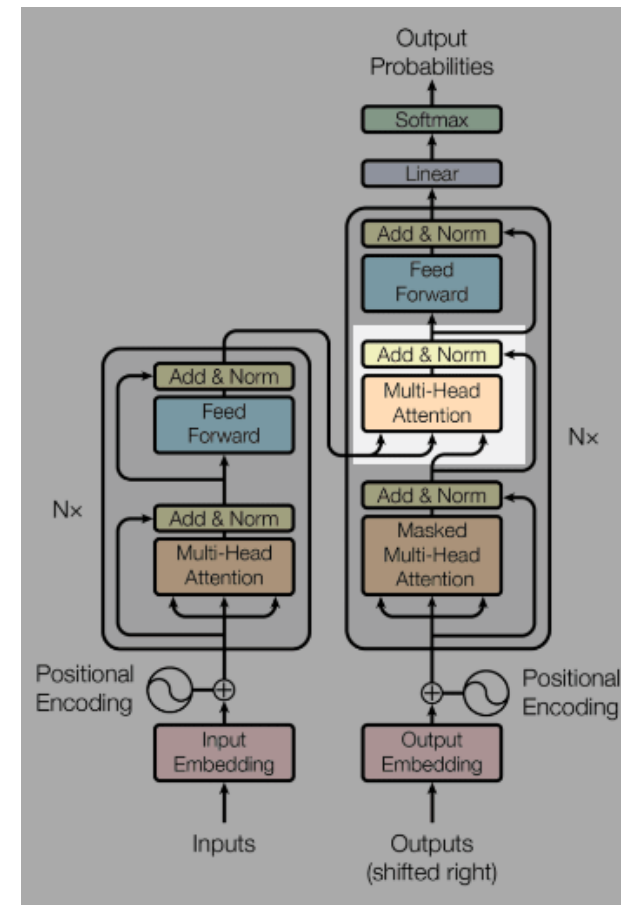 Output
Probabilities
Softmax
Linear
Add & Norm
Feed
Forward
Add & Norm
Multi-Head
Attention
Add & Norm
Masked
Multi-Head
Attention
N×
Add & Norm
Feed
Forward
Add & Norm
Multi-Head
Attention
N×
Positional
Encoding
Positional
Encoding
Input
Embedding
Output
Embedding
Inputs
Outputs
(shifted right)